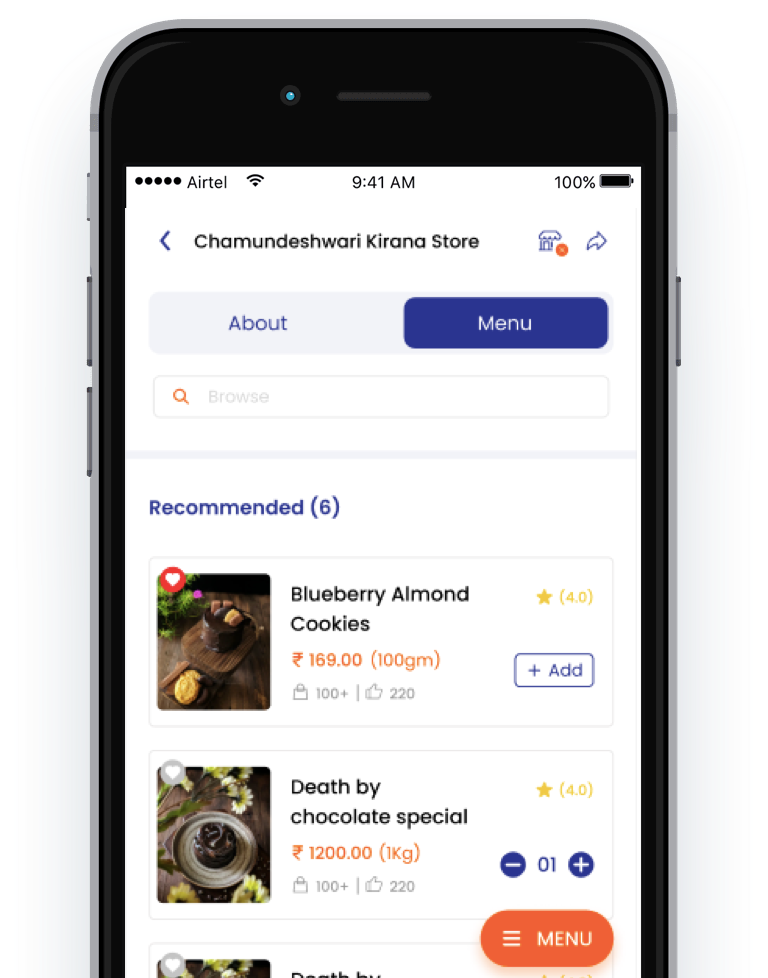 Airtel 9:41 AM 100%
Chamundeshwari Kirana Store
About Menu
Browse
Recommended (6)
Blueberry Almond
Cookies
(4.0)
₹ 169.00 (100gm)
+ Add
100+ | 220
Death by
chocolate special
(4.0)
₹ 1200.00 (1Kg)
01
100+ | 220
MENU
Death by